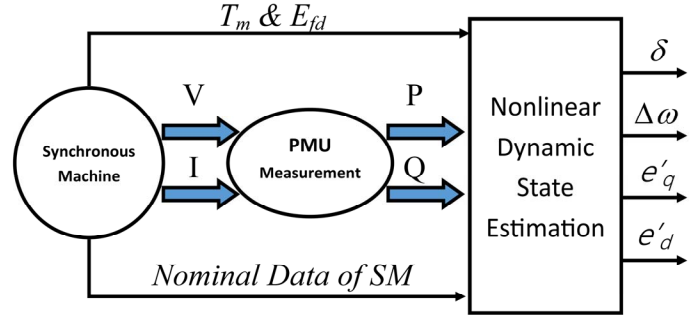 T_m & E_fd
Synchronous
Machine
V
I
PMU
Measurement
P
Q
Nonlinear
Dynamic
State
Estimation
δ
Δω
e'_q
e'_d
Nominal Data of SM